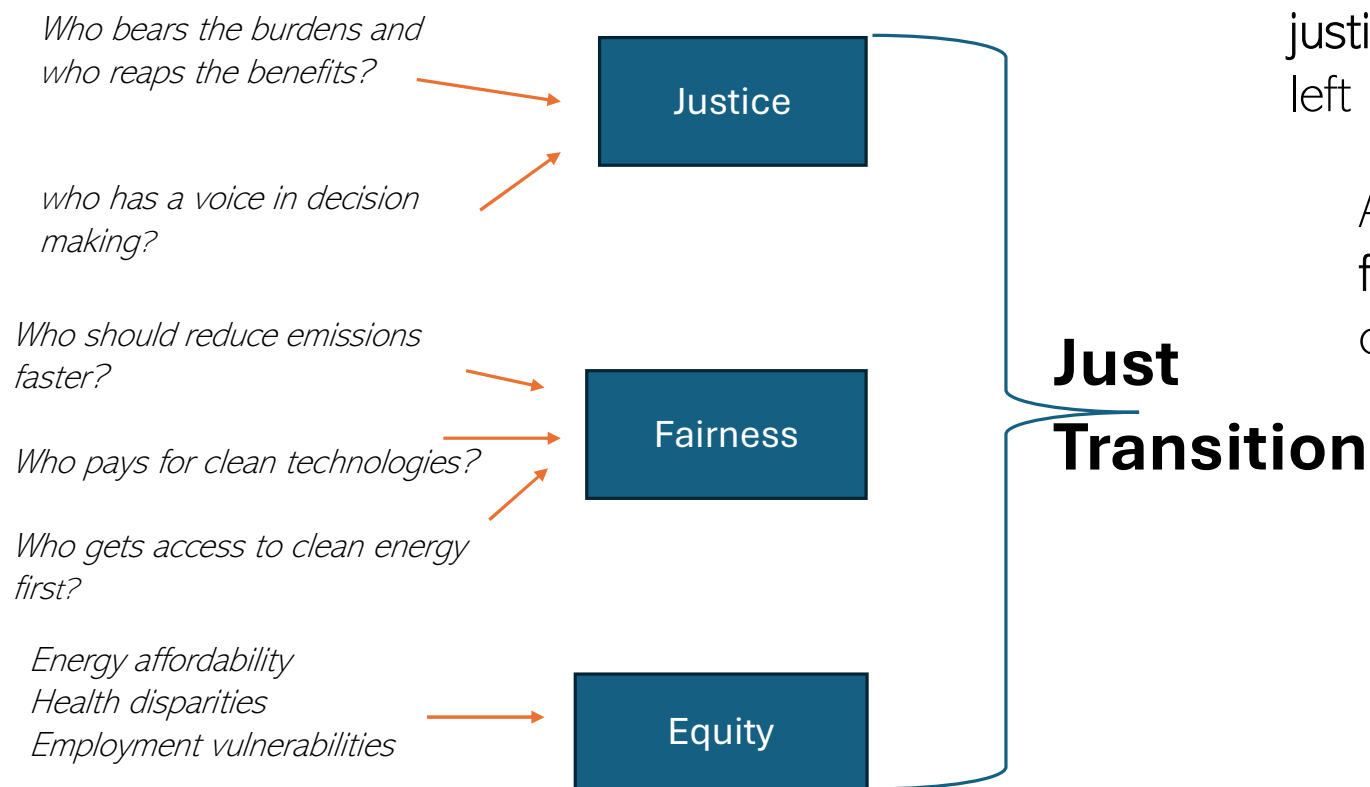 Who bears the burdens and
who reaps the benefits?
Justice
who has a voice in decision
making?
Who should reduce emissions
faster?
Who pays for clean technologies?
Fairness
Who gets access to clean energy
first?
Energy affordability
Health disparities
Employment vulnerabilities
Equity
Just
Transition
left